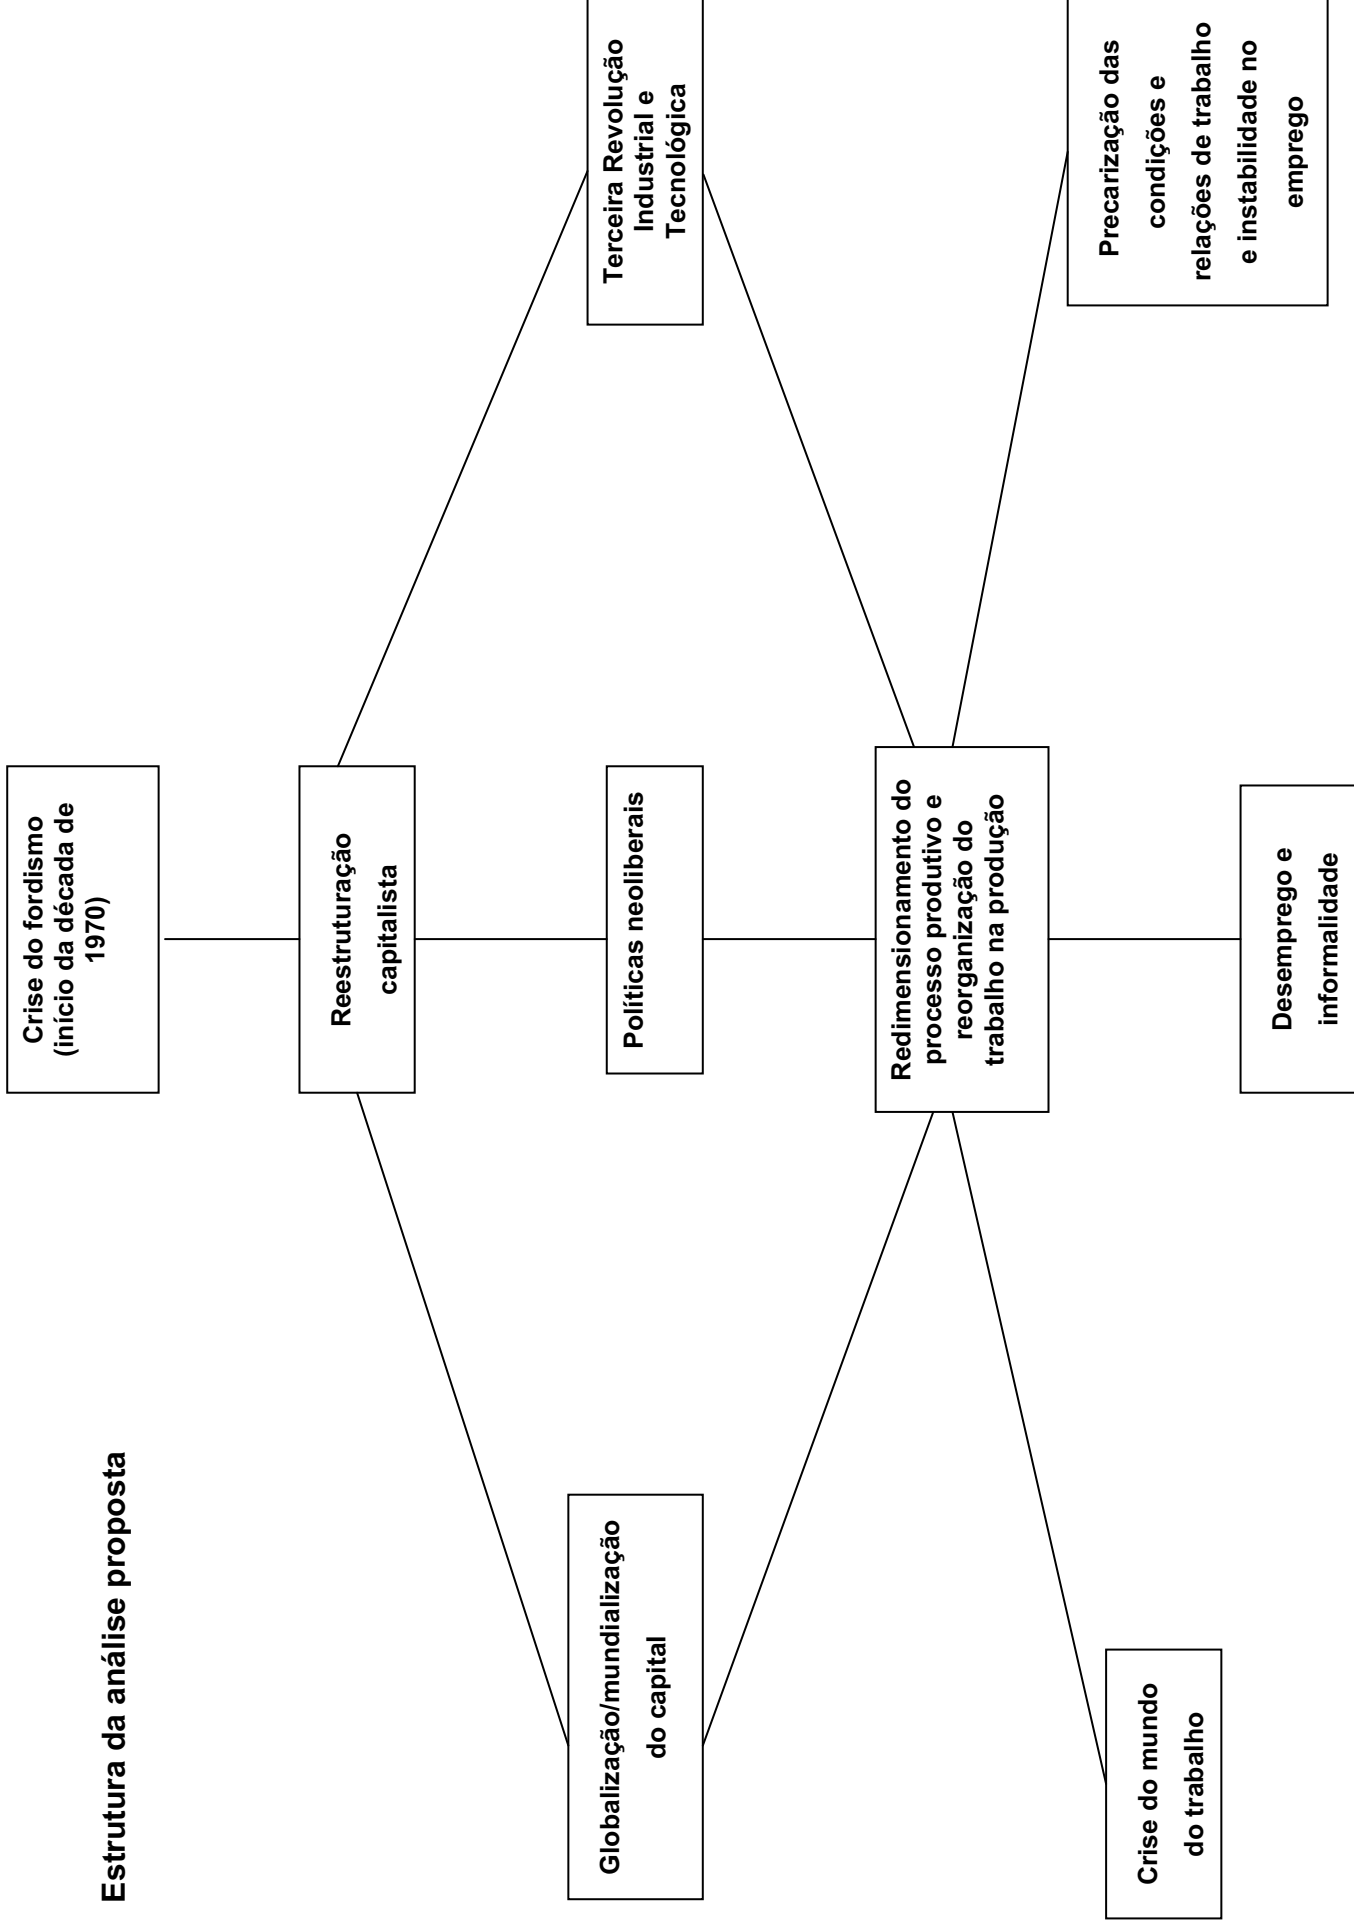 Estrutura da análise proposta
Crise do fordismo
(início da década de
1970)
Reestruturação
capitalista
Globalização/mundialização
do capital
Políticas neoliberais
Terceira Revolução
Industrial e
Tecnológica
Redimensionamento do
processo produtivo e
reorganização do
trabalho na produção
Crise do mundo
do trabalho
Desemprego e
informalidade
Precarização das
condições e
relações de trabalho
e instabilidade no
emprego